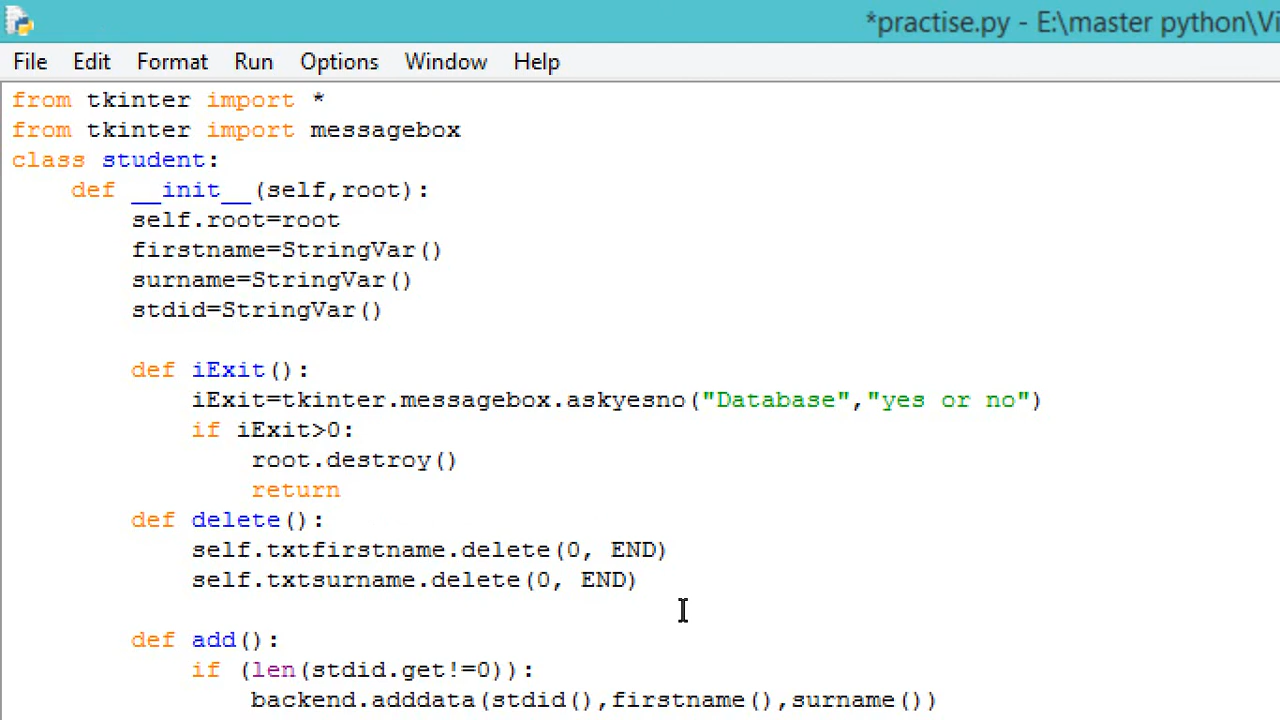 *practise.py - E:\master python\Vi
File Edit Format Run Options Window Help
from tkinter import *
from tkinter import messagebox
class student:
    def __init__(self,root):
        self.root=root
        firstname=StringVar()
        surname=StringVar()
        stdid=StringVar()
        def iExit():
            iExit=tkinter.messagebox.askyesno("Database","yes or no")
            if iExit>0:
                root.destroy()
                return
        def delete():
            self.txtfirstname.delete(0, END)
            self.txtsurname.delete(0, END)
        def add():
            if (len(stdid.get!=0)):
                backend.adddata(stdid(),firstname(),surname())